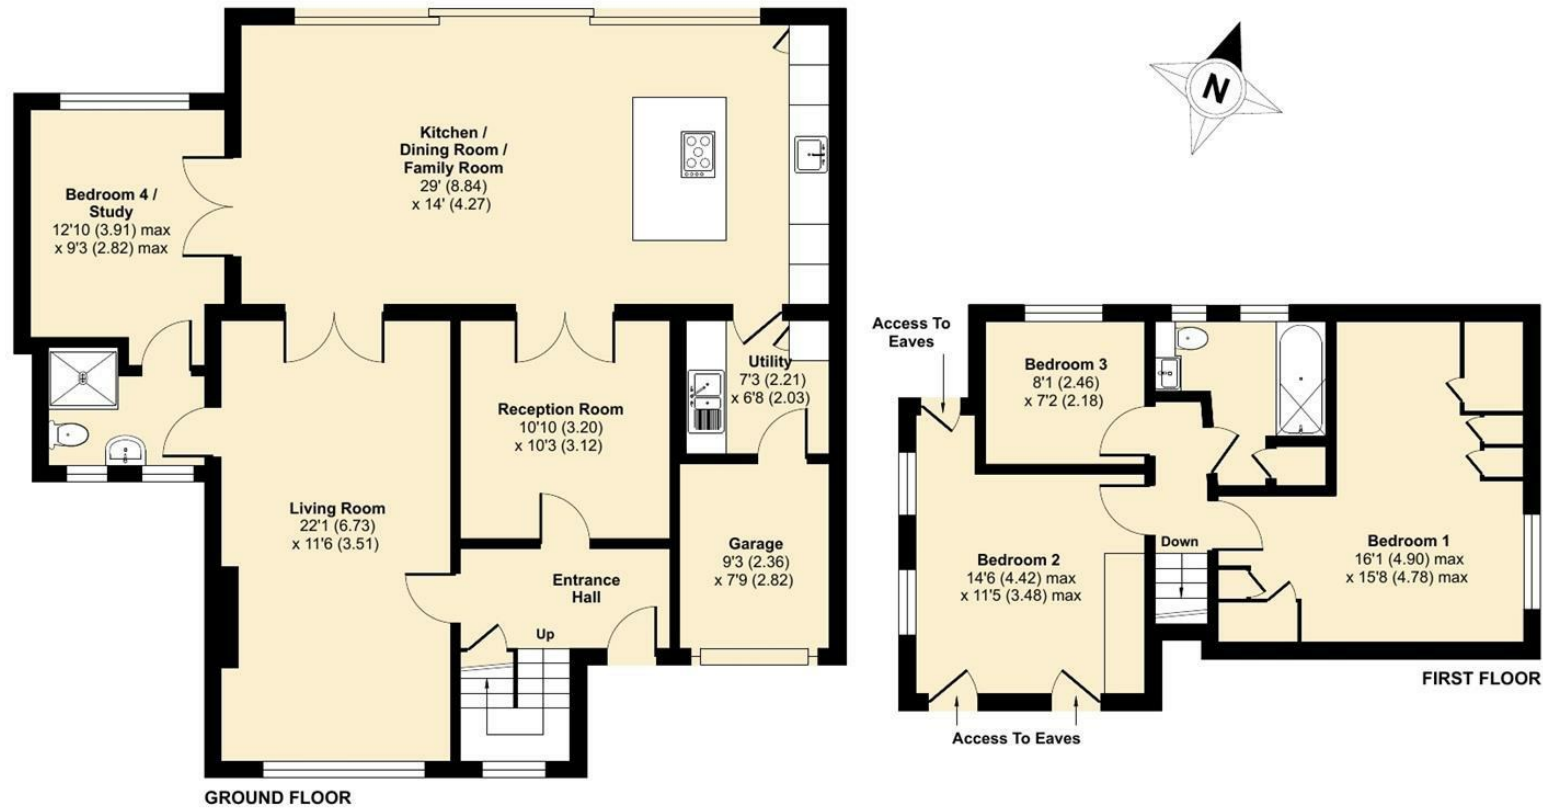 Kitchen /
Dining Room /
Family Room
29' (8.84)
x 14' (4.27)
N
Bedroom 4 /
Study
12'10 (3.91) max
x 9'3 (2.82) max
Utility
7'3 (2.21)
x 6'8 (2.03)
Reception Room
10'10 (3.20)
x 10'3 (3.12)
Living Room
22'1 (6.73)
x 11'6 (3.51)
Garage
9'3 (2.36)
x 7'9 (2.82)
Entrance
Hall
Up
GROUND FLOOR
Access To
Eaves
Bedroom 3
8'1 (2.46)
x 7'2 (2.18)
Bedroom 2
14'6 (4.42) max
x 11'5 (3.48) max
Down
Bedroom 1
16'1 (4.90) max
x 15'8 (4.78) max
Access To Eaves
FIRST FLOOR